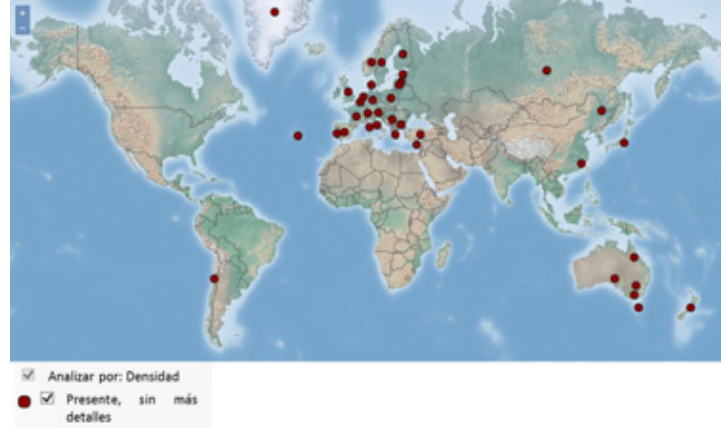 +
-
Analizar por: Densidad
Presente, sin más
detalles